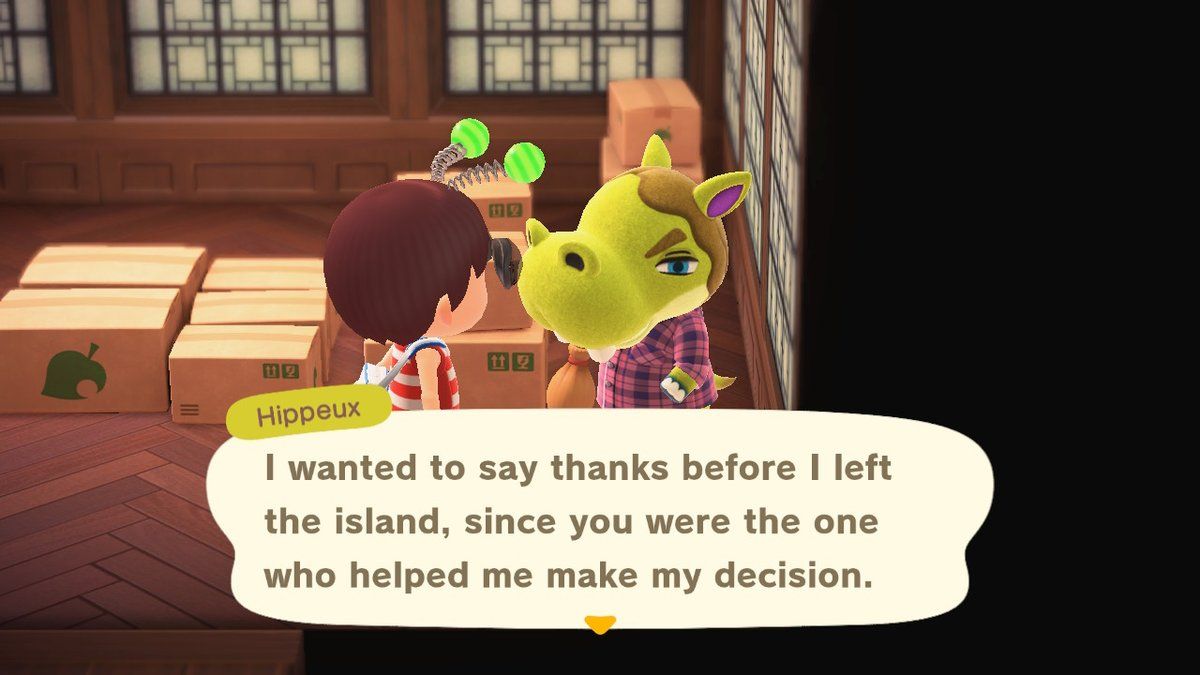 Hippeux
I wanted to say thanks before I left
the island, since you were the one
who helped me make my decision.